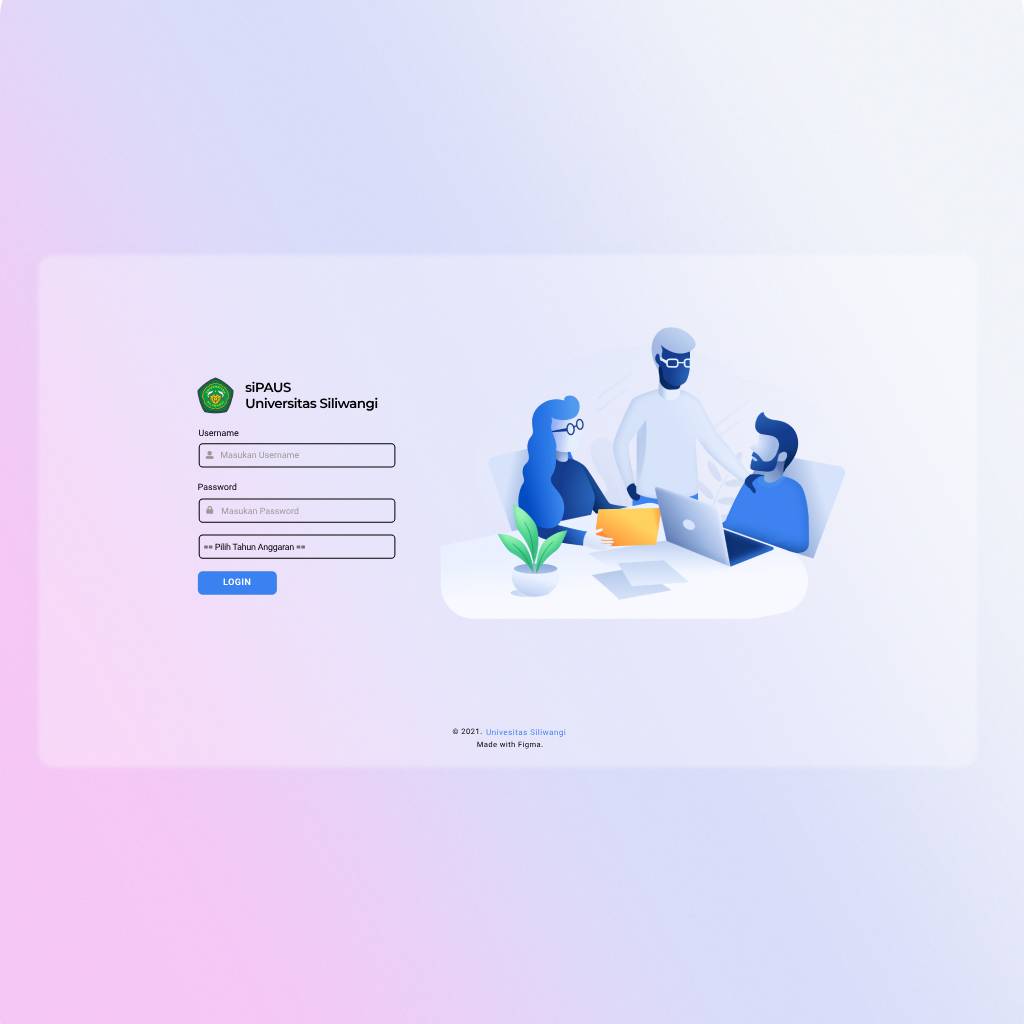 siPAUS
Universitas Siliwangi
Username
Masukan Username
Password
Masukan Password
== Pilih Tahun Anggaran ==
LOGIN
© 2021. Univesitas Siliwangi
Made with Figma.